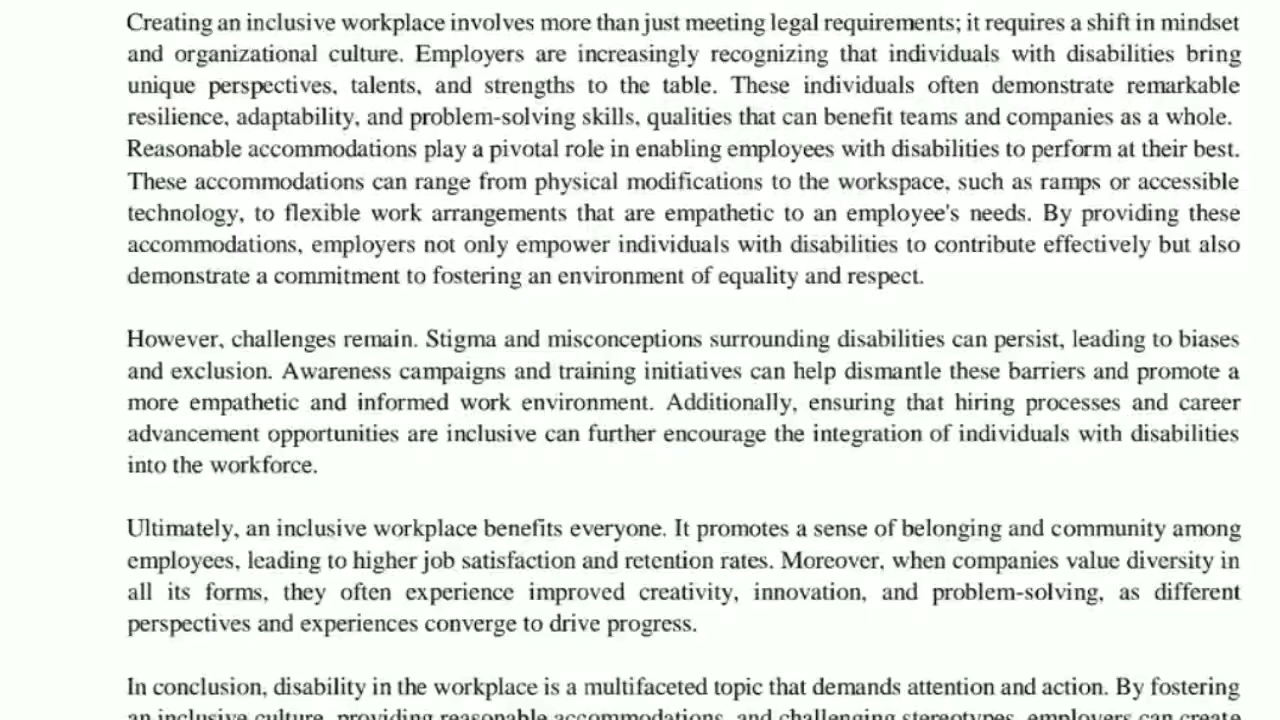 Creating an inclusive workplace involves more than just meeting legal requirements; it requires a shift in mindset
and organizational culture. Employers are increasingly recognizing that individuals with disabilities bring
unique perspectives, talents, and strengths to the table. These individuals often demonstrate remarkable
resilience, adaptability, and problem-solving skills, qualities that can benefit teams and companies as a whole.
Reasonable accommodations play a pivotal role in enabling employees with disabilities to perform at their best.
These accommodations can range from physical modifications to the workspace, such as ramps or accessible
technology, to flexible work arrangements that are empathetic to an employee's needs. By providing these
accommodations, employers not only empower individuals with disabilities to contribute effectively but also
demonstrate a commitment to fostering an environment of equality and respect.
However, challenges remain. Stigma and misconceptions surrounding disabilities can persist, leading to biases
and exclusion. Awareness campaigns and training initiatives can help dismantle these barriers and promote a
more empathetic and informed work environment. Additionally, ensuring that hiring processes and career
advancement opportunities are inclusive can further encourage the integration of individuals with disabilities
into the workforce.
Ultimately, an inclusive workplace benefits everyone. It promotes a sense of belonging and community among
employees, leading to higher job satisfaction and retention rates. Moreover, when companies value diversity in
all its forms, they often experience improved creativity, innovation, and problem-solving, as different
perspectives and experiences converge to drive progress.
In conclusion, disability in the workplace is a multifaceted topic that demands attention and action. By fostering
an inclusive culture, providing reasonable accommodations, and challenging stereotypes, employers can create